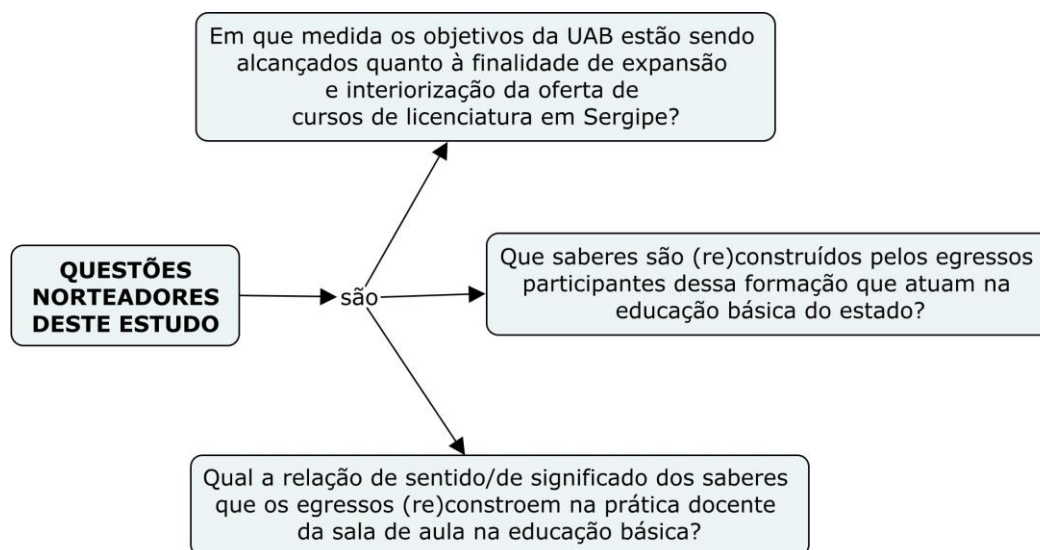 Em que medida os objetivos da UAB estão sendo
alcançados quanto à finalidade de expansão
e interiorização da oferta de
cursos de licenciatura em Sergipe?
QUESTÕES
NORTEADORES
DESTE ESTUDO
são
Que saberes são (re)construídos pelos egressos
participantes dessa formação que atuam na
educação básica do estado?
Qual a relação de sentido/de significado dos saberes
que os egressos (re)constroem na prática docente
da sala de aula na educação básica?